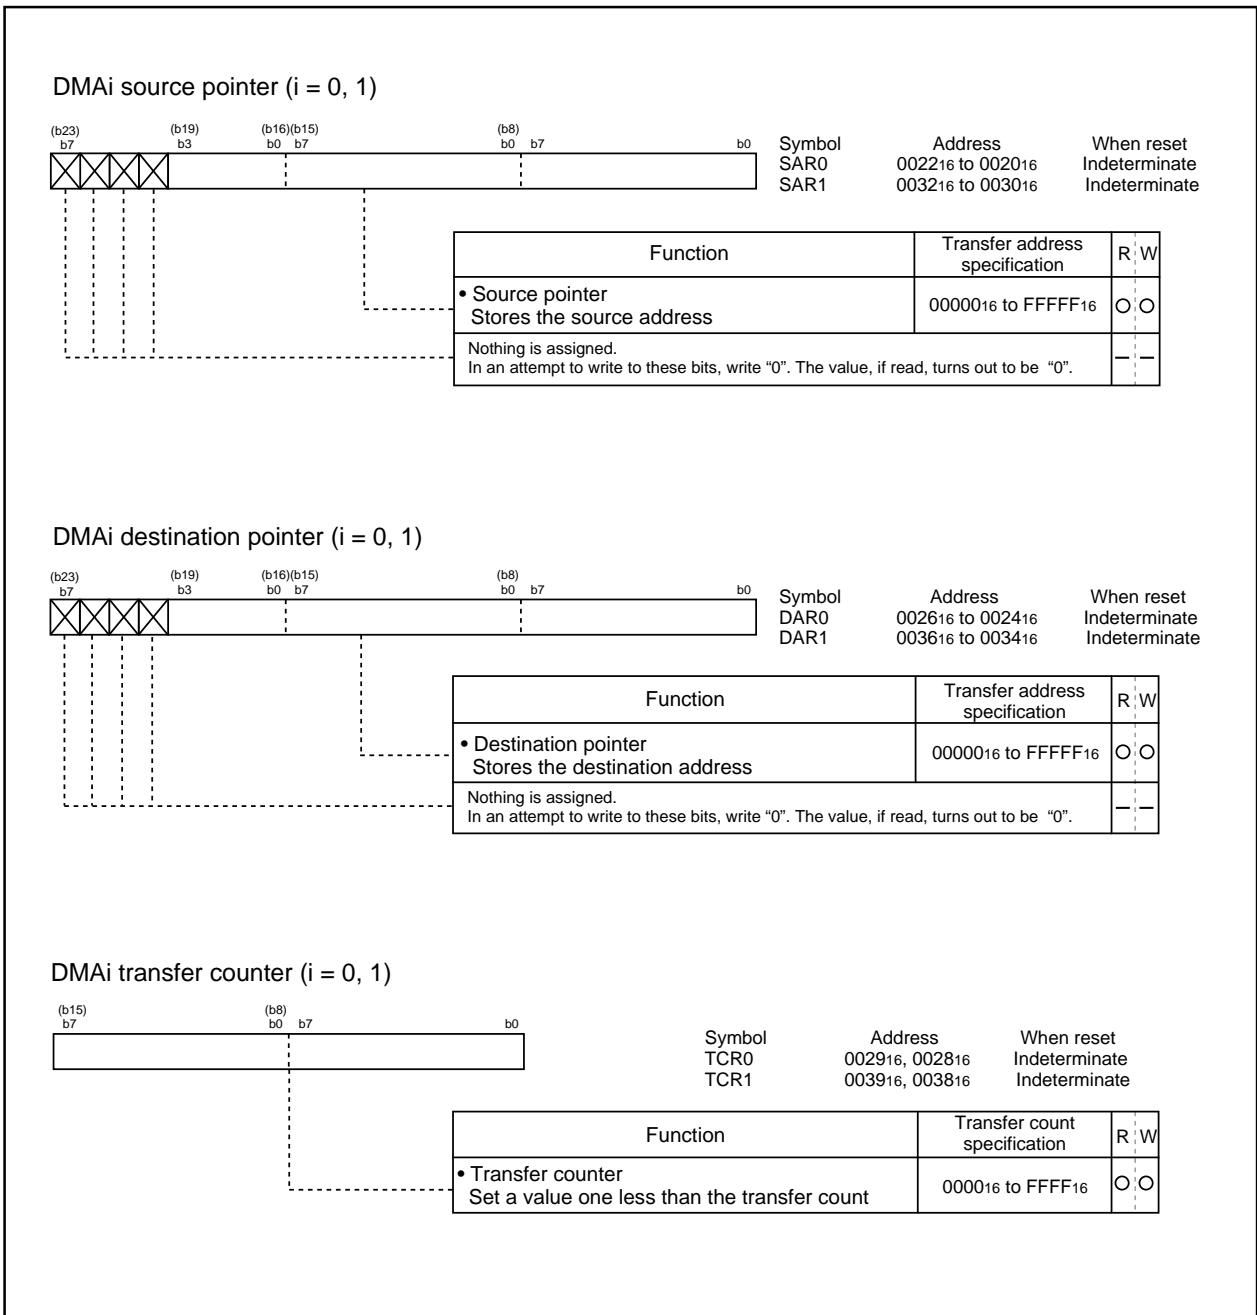 DMAi source pointer (i = 0, 1)
(b23) (b19) (b16)(b15) (b8)
b7 b3 b0 b7 b0 b7 b0
Symbol Address When reset
SAR0 002216 to 002016 Indeterminate
SAR1 003216 to 003016 Indeterminate
Function Transfer address specification R W
• Source pointer
Stores the source address 0000016 to FFFFF16 O O
Nothing is assigned.
In an attempt to write to these bits, write “0”. The value, if read, turns out to be “0”. – –
DMAi destination pointer (i = 0, 1)
(b23) (b19) (b16)(b15) (b8)
b7 b3 b0 b7 b0 b7 b0
Symbol Address When reset
DAR0 002616 to 002416 Indeterminate
DAR1 003616 to 003416 Indeterminate
Function Transfer address specification R W
• Destination pointer
Stores the destination address 0000016 to FFFFF16 O O
Nothing is assigned.
In an attempt to write to these bits, write “0”. The value, if read, turns out to be “0”. – –
DMAi transfer counter (i = 0, 1)
(b15) (b8)
b7 b0 b7 b0
Symbol Address When reset
TCR0 002916, 002816 Indeterminate
TCR1 003916, 003816 Indeterminate
Function Transfer count specification R W
• Transfer counter
Set a value one less than the transfer count 000016 to FFFF16 O O